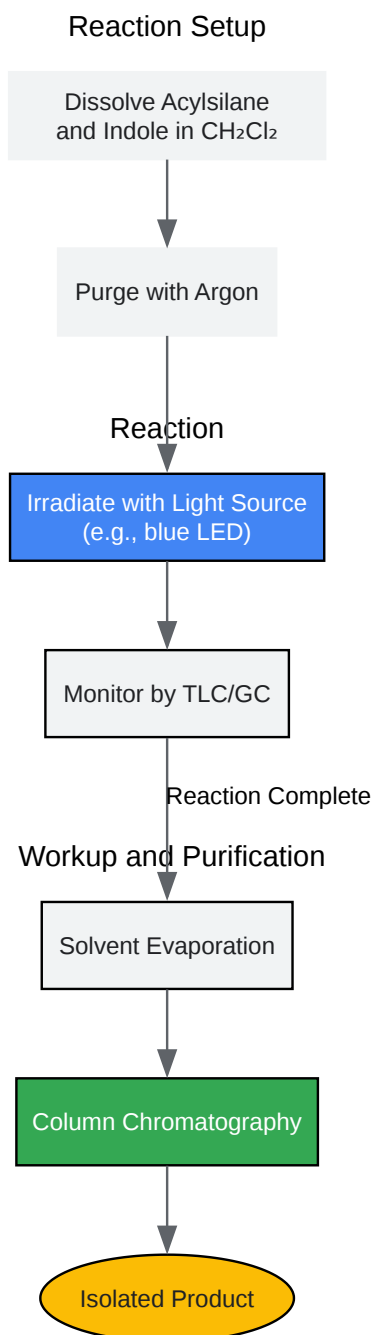 Reaction Setup
Dissolve Acylsilane
and Indole in CH₂Cl₂
Purge with Argon
Reaction
Irradiate with Light Source
(e.g., blue LED)
Monitor by TLC/GC
Reaction Complete
Workup and Purification
Solvent Evaporation
Column Chromatography
Isolated Product